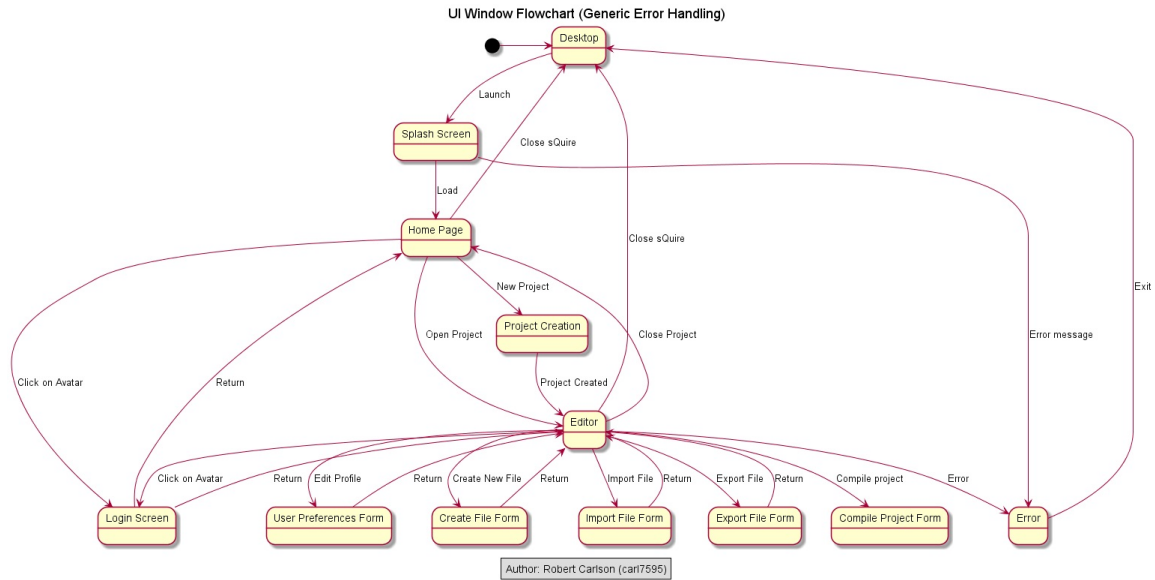 UI Window Flowchart (Generic Error Handling)
Desktop
Launch
Splash Screen
Close sQuire
Load
Home Page
Close sQuire
New Project
Exit
Project Creation
Open Project
Close Project
Error message
Click on Avatar
Return
Project Created
Editor
Click on Avatar
Return
Edit Profile
Return
Create New File
Return
Import File
Return
Export File
Return
Compile project
Error
Login Screen
User Preferences Form
Create File Form
Import File Form
Export File Form
Compile Project Form
Error
Author: Robert Carlson (carl7595)